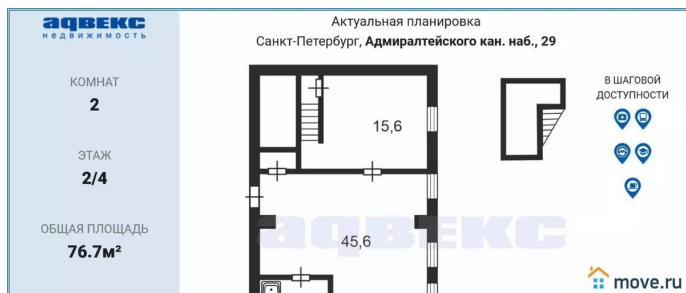 адвекс
недвижимость
КОМНАТ
2
ЭТАЖ
2/4
ОБЩАЯ ПЛОЩАДЬ
76.7м²
Актуальная планировка
Санкт-Петербург, Адмиралтейского кан. наб., 29
15,6
45,6
адвекс
В ШАГОВОЙ
ДОСТУПНОСТИ
move.ru